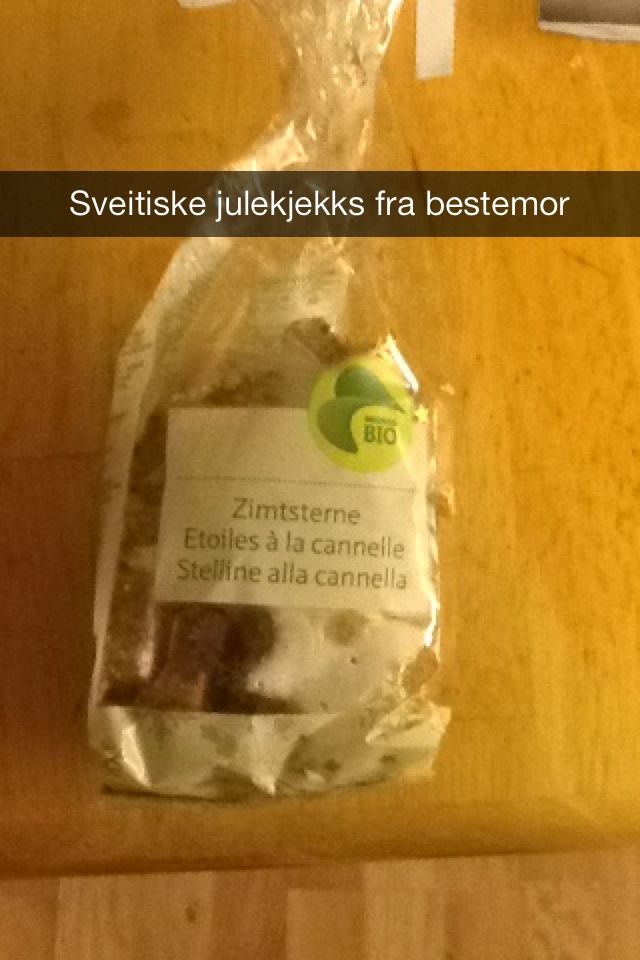 Sveitiske julekjekks fra bestemor
BIO
Zimtsterne
Etoiles à la cannelle
Stelline alla cannella